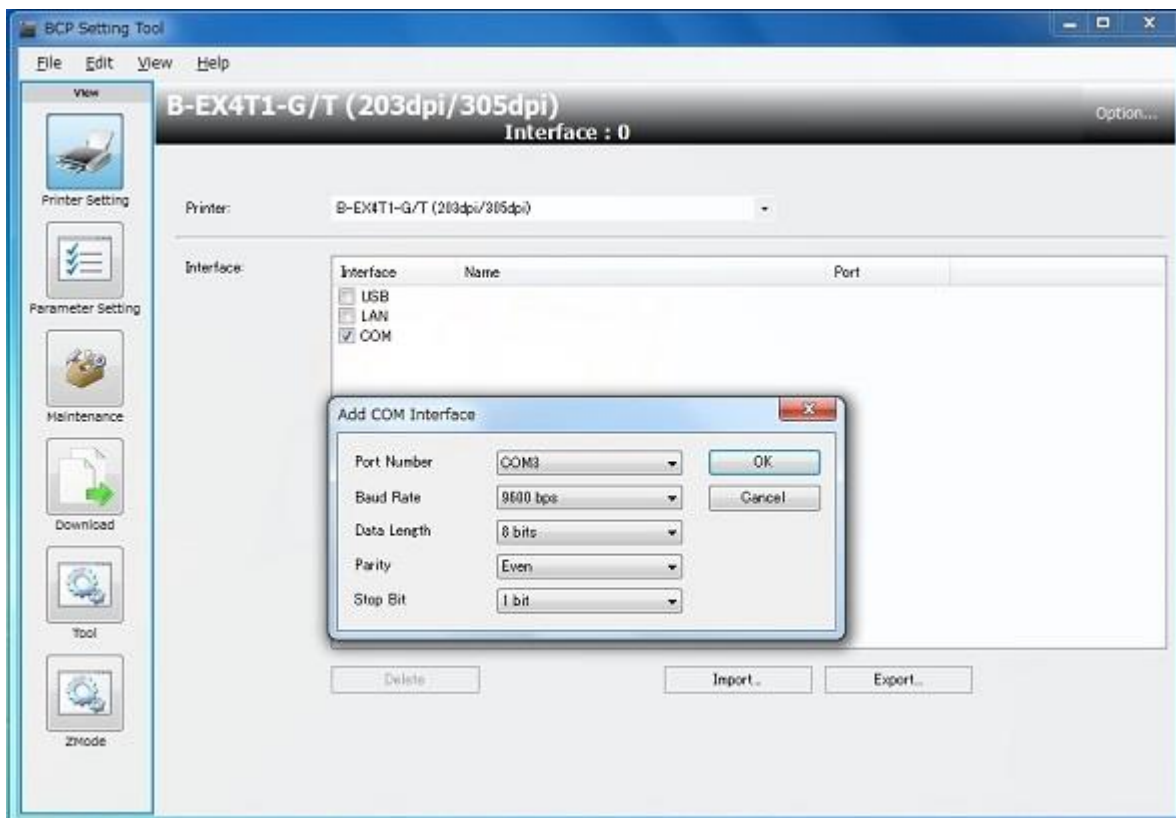 BCP Setting Tool
File Edit View Help
View
B-EX4T1-G/T (203dpi/305dpi)
Interface : 0
Option...
Printer Setting
Parameter Setting
Maintenance
Download
Tool
ZMode
Printer: B-EX4T1-G/T (203dpi/305dpi)
Interface:
Interface Name Port
USB
LAN
COM
Add COM Interface
Port Number COM3 OK
Baud Rate 9600 bps Cancel
Data Length 8 bits
Parity Even
Stop Bit 1 bit
Delete Import... Export...